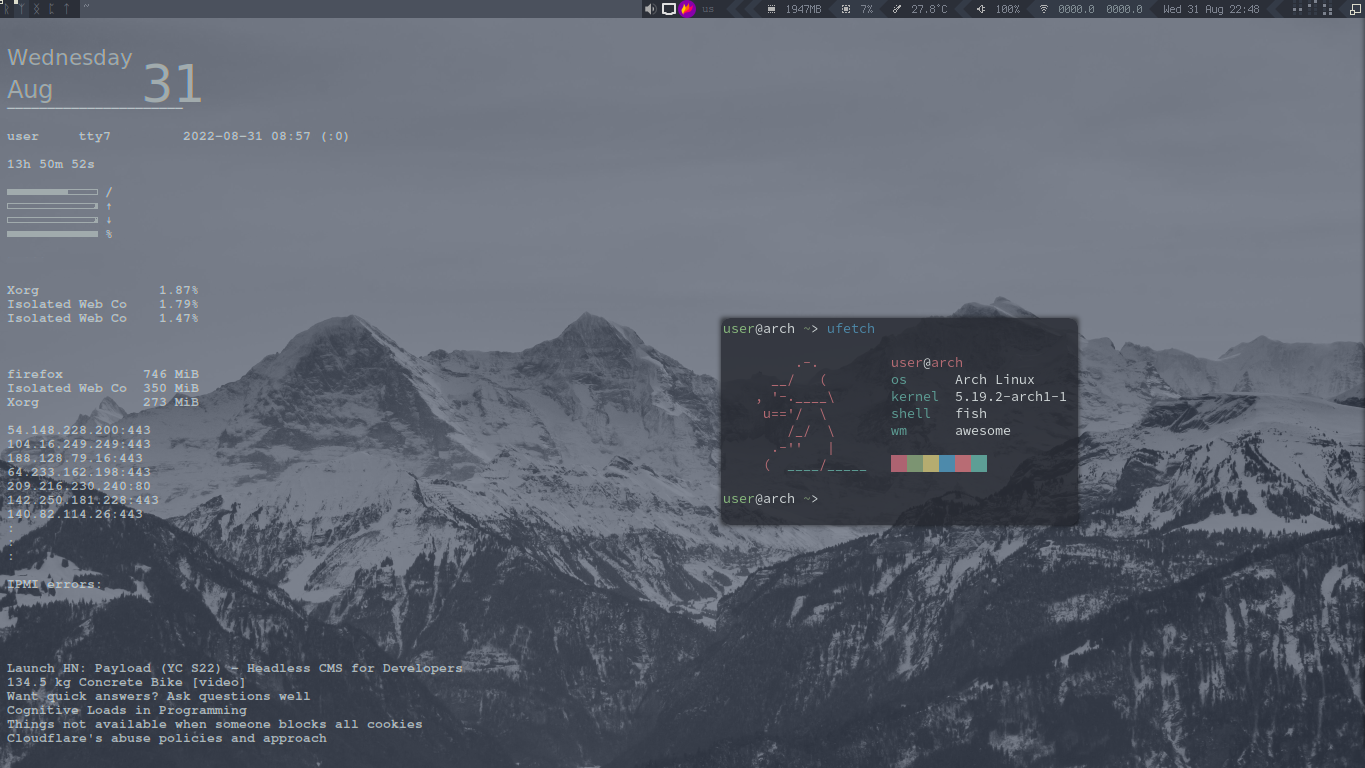 ᚠ ᛉ ᛟ ᛈ ↑ ~
us 1947MB 7% 27.8°C 100% 0000.0 0000.0 Wed 31 Aug 22:48
Wednesday
Aug 31
user tty7 2022-08-31 08:57 (:0)
13h 50m 52s
/
↑
↓
%
Xorg 1.87%
Isolated Web Co 1.79%
Isolated Web Co 1.47%
firefox 746 MiB
Isolated Web Co 350 MiB
Xorg 273 MiB
54.148.228.200:443
104.16.249.249:443
188.128.79.16:443
64.233.162.198:443
209.216.230.240:80
142.250.181.228:443
140.82.114.26:443
:
:
:
IPMI errors:
Launch HN: Payload (YC S22) – Headless CMS for Developers
134.5 kg Concrete Bike [video]
Want quick answers? Ask questions well
Cognitive Loads in Programming
Things not available when someone blocks all cookies
Cloudflare's abuse policies and approach
user@arch ~> ufetch
user@arch
os Arch Linux
kernel 5.19.2-arch1-1
shell fish
wm awesome
user@arch ~>